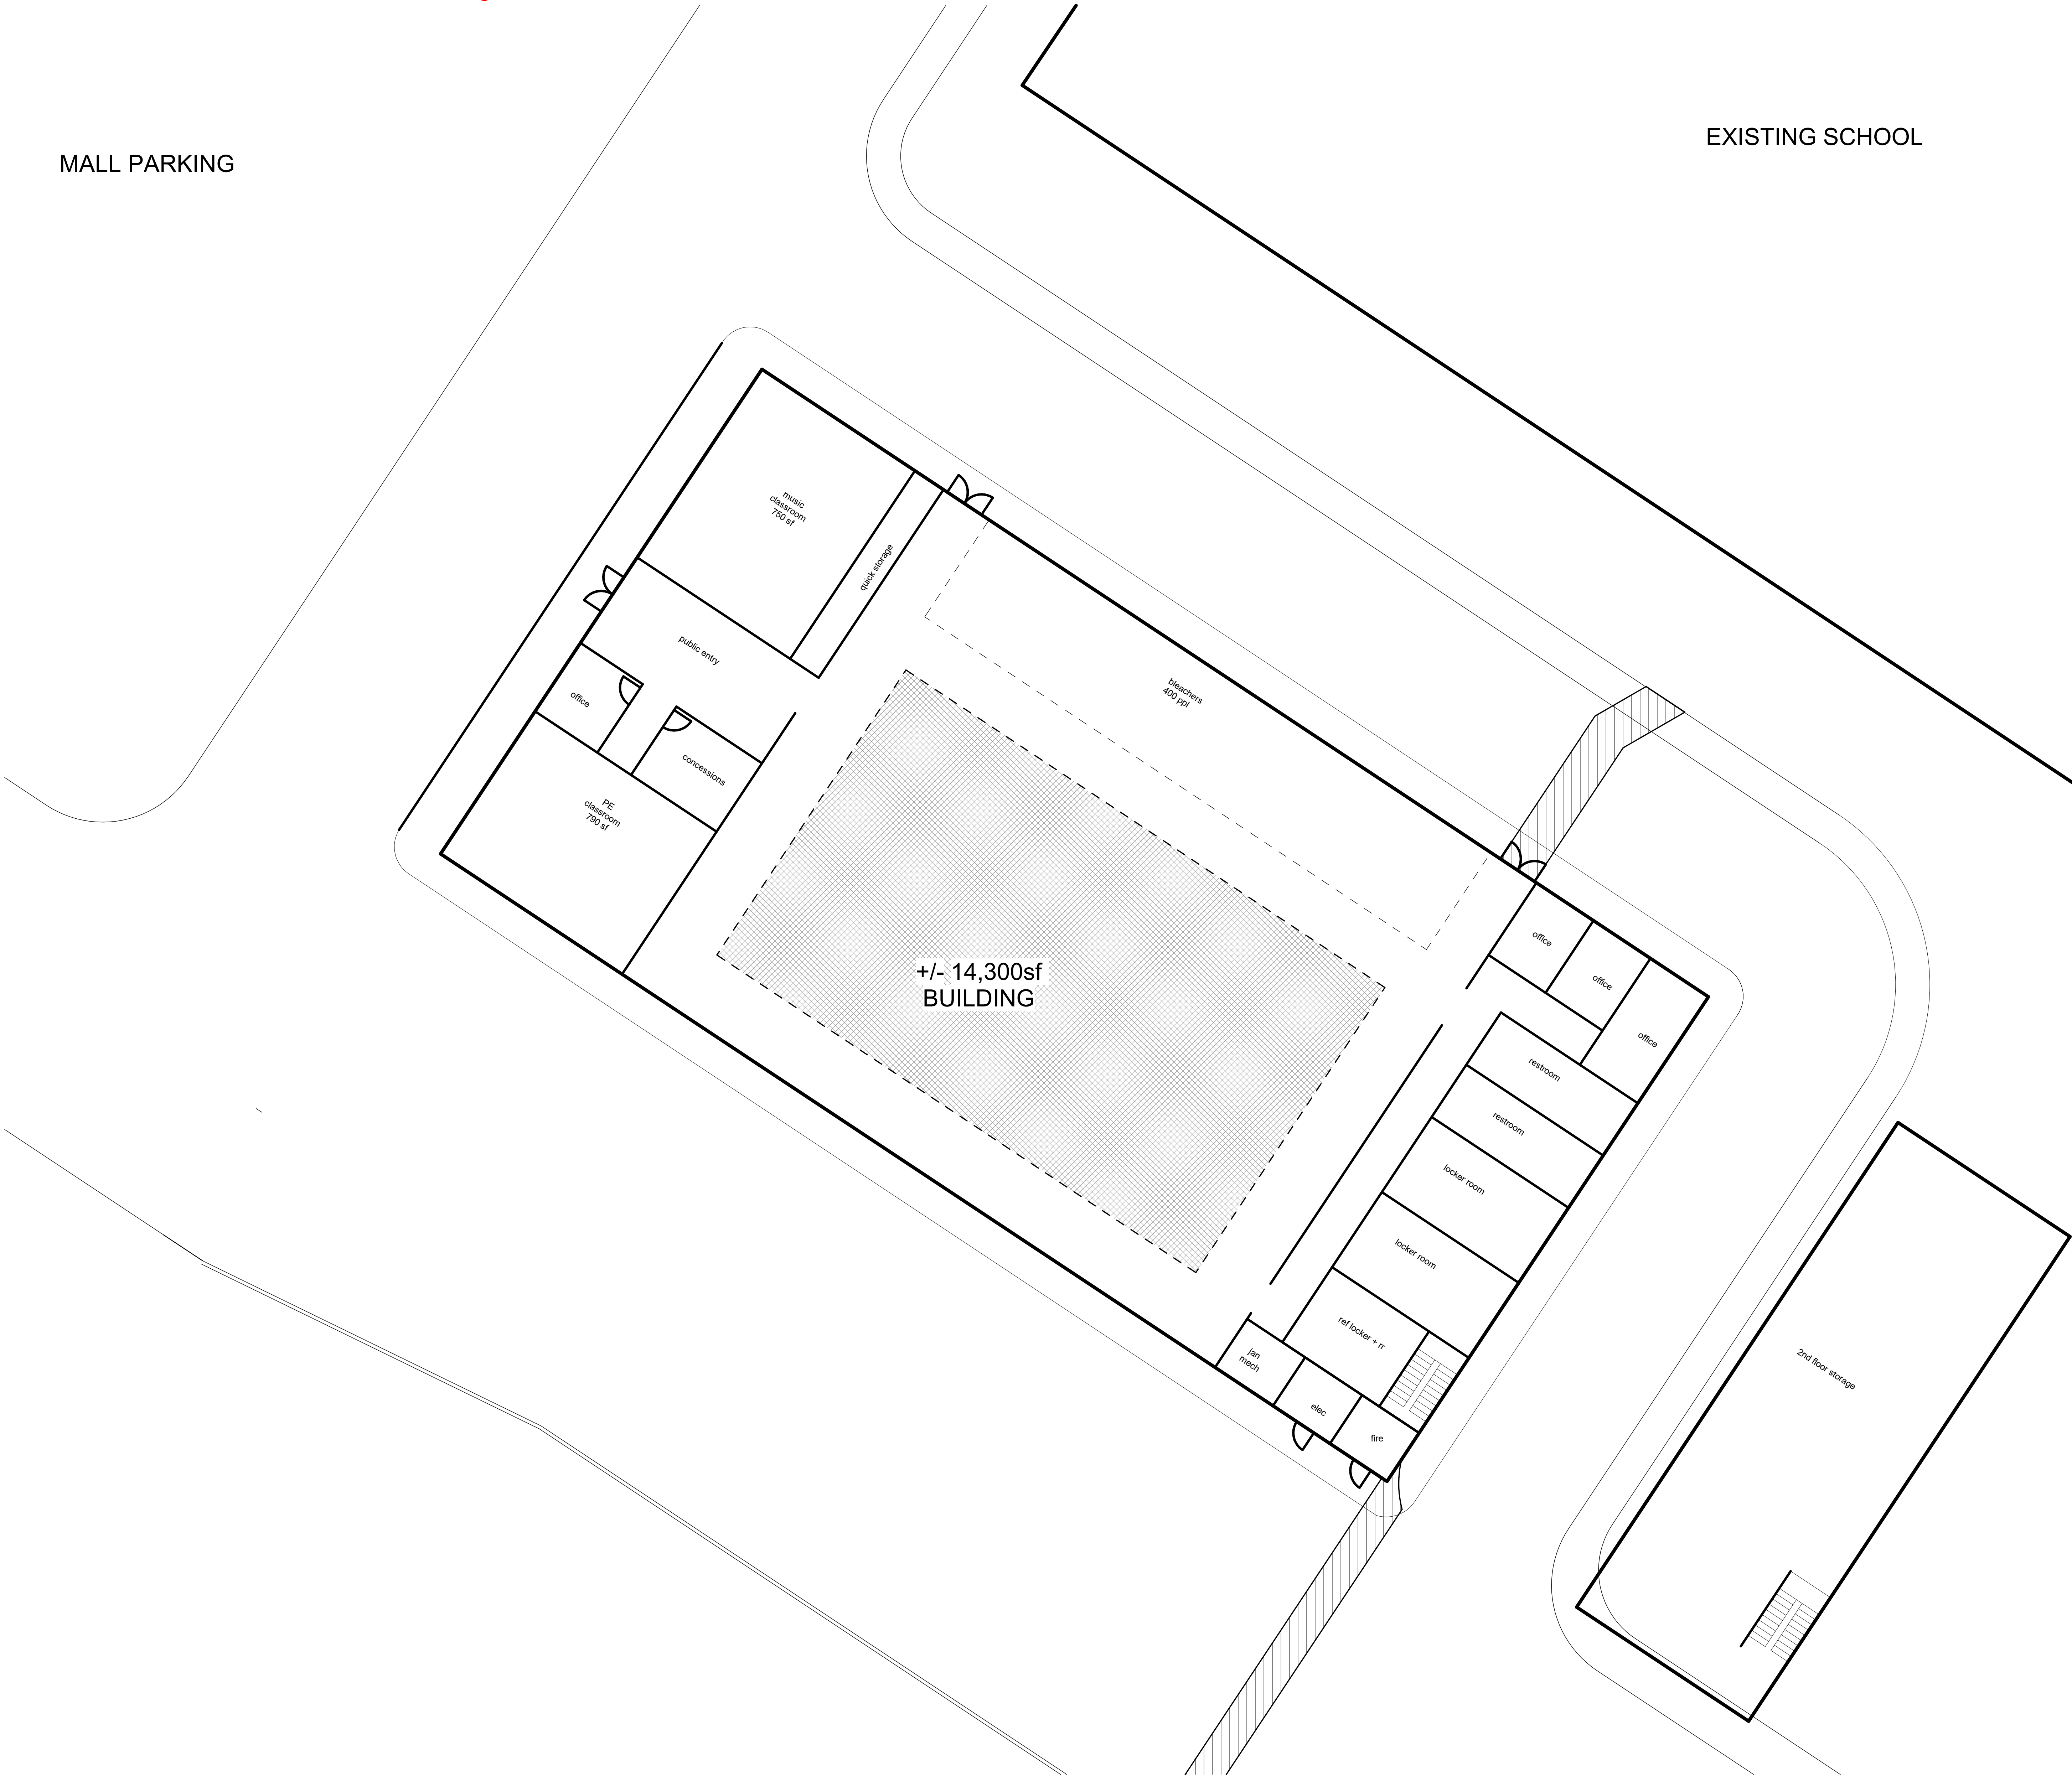 MALL PARKING
EXISTING SCHOOL
music
classroom
750 sf
quick storage
public entry
office
concessions
PE
classroom
790 sf
bleachers
400 ppl
+/- 14,300sf
BUILDING
office
office
office
restroom
restroom
locker room
locker room
ref locker + rr
jan
mech
elec
fire
2nd floor storage